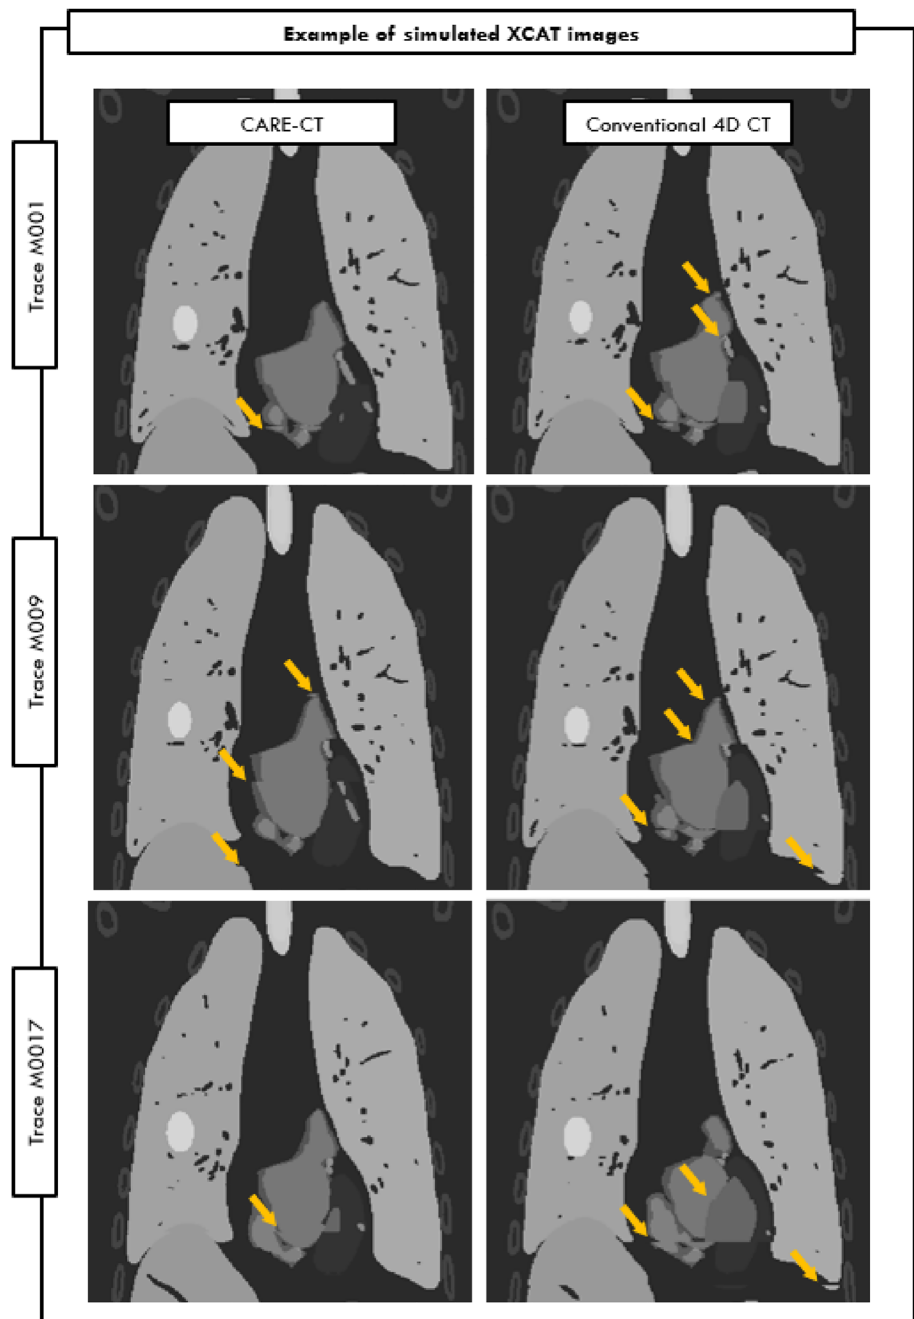 Example of simulated XCAT images
CARE-CT
Conventional 4D CT
Trace M001
Trace M009
Trace M0017